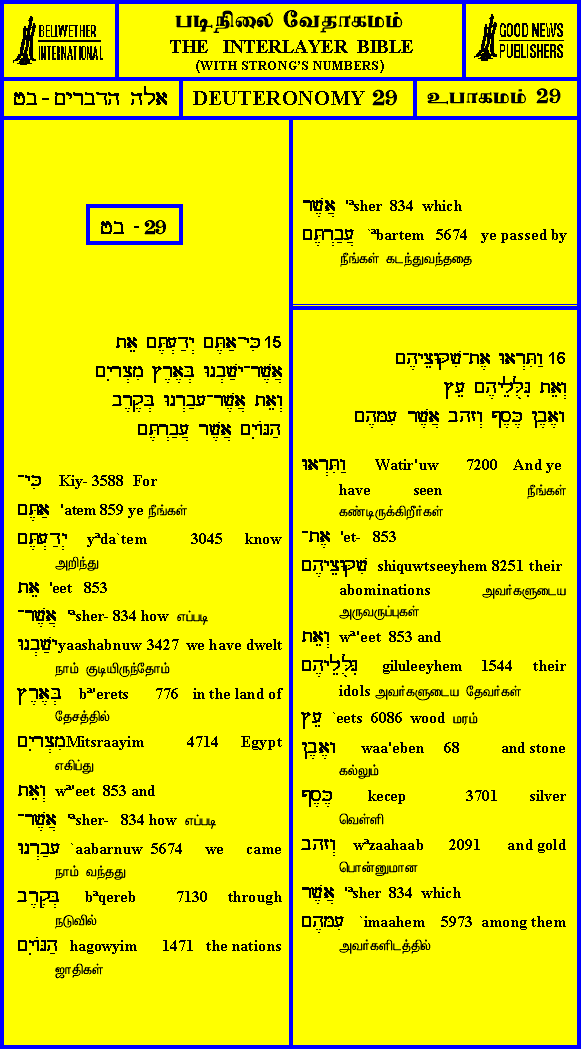 BELLWETHER
INTERNATIONAL
படிநிலை வேதாகமம்
THE INTERLAYER BIBLE
(WITH STRONG'S NUMBERS)
GOOD NEWS
PUBLISHERS
אלה הדברים - בט
DEUTERONOMY 29
உபாகமம் 29
בט - 29
15 כִּי־אַתֶּם יְדַעְתֶּם אֵת
אֲשֶׁר־יָשַׁבְנוּ בְּאֶרֶץ מִצְרָיִם
וְאֵת אֲשֶׁר־עָבַרְנוּ בְּקֶרֶב
הַגּוֹיִם אֲשֶׁר עֲבַרְתֶּם
כִּי־ Kiy- 3588 For
אַתֶּם 'atem 859 ye நீங்கள்
יְדַעְתֶּם yªda`tem 3045 know
அறிந்து
אֵת 'eet 853
אֲשֶׁר־ 'ªsher- 834 how எப்படி
יָשַׁבְנוּ yaashabnuw 3427 we have dwelt
நாம் குடியிருந்தோம்
בְּאֶרֶץ bª'erets 776 in the land of
தேசத்தில்
מִצְרַיִם Mitsraayim 4714 Egypt
எகிப்து
וְאֵת wª'eet 853 and
אֲשֶׁר־ 'ªsher- 834 how எப்படி
עָבַרְנוּ `aabarnuw 5674 we came
நாம் வந்தது
בְּקֶרֶב bªqereb 7130 through
நடுவில்
הַגּוֹיִם hagowyim 1471 the nations
ஜாதிகள்
אֲשֶׁר 'ªsher 834 which
עֲבַרְתֶּם `ªbartem 5674 ye passed by
நீங்கள் கடந்துவந்ததை
16 וַתִּרְאוּ אֶת־שִׁקּוּצֵיהֶם
וְאֵת גִּלֻּלֵיהֶם עֵץ
וָאֶבֶן כֶּסֶף וְזָהָב אֲשֶׁר עִמָּהֶם
וַתִּרְאוּ Watir'uw 7200 And ye
have seen நீங்கள்
கண்டிருக்கிறீர்கள்
אֶת־ 'et- 853
שִׁקּוּצֵיהֶם shiquwtseeyhem 8251 their
abominations அவர்களுடைய
அருவருப்புகள்
וְאֵת wª'eet 853 and
גִּלֻּלֵיהֶם giluleeyhem 1544 their
idols அவர்களுடைய தேவர்கள்
עֵץ `eets 6086 wood மரம்
וָאֶבֶן waa'eben 68 and stone
கல்லும்
כֶּסֶף kecep 3701 silver
வெள்ளி
וְזָהָב wªzaahaab 2091 and gold
பொன்னுமான
אֲשֶׁר 'ªsher 834 which
עִמָּהֶם `imaahem 5973 among them
அவர்களிடத்தில்